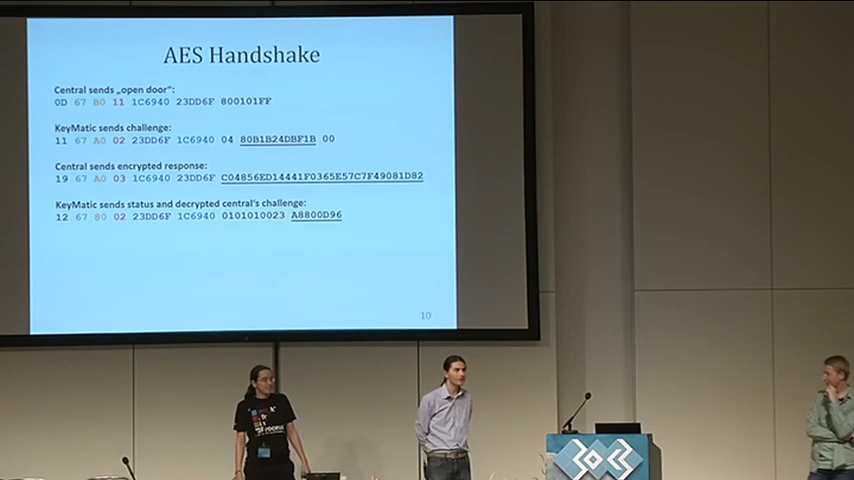 AES Handshake
Central sends „open door“:
0D 67 B0 11 1C6940 23DD6F 800101FF
KeyMatic sends challenge:
11 67 A0 02 23DD6F 1C6940 04 80B1B24DBF1B 00
Central sends encrypted response:
19 67 A0 03 1C6940 23DD6F C04856ED14441F0365E57C7F49081D82
KeyMatic sends status and decrypted central's challenge:
12 67 80 02 23DD6F 1C6940 0101010023 A8800D96
10
30C3